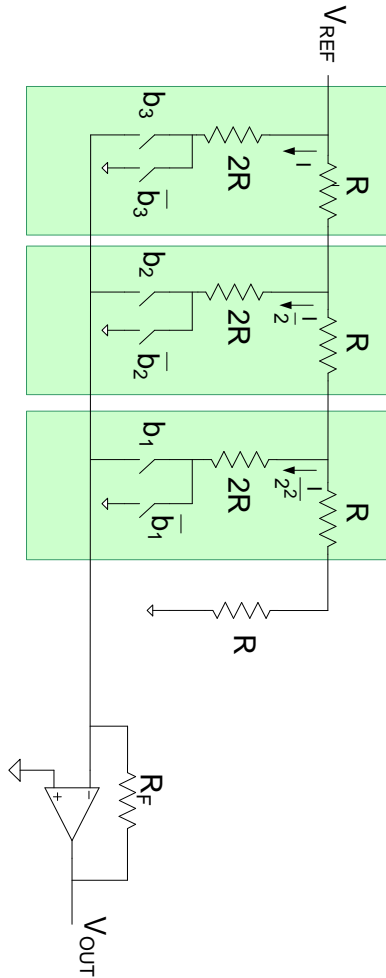 V_REF
R
R
R
I
I/2
I/2²
2R
2R
2R
R
b₃
b̅₃
b₂
b̅₂
b₁
b̅₁
R_F
−
+
V_OUT